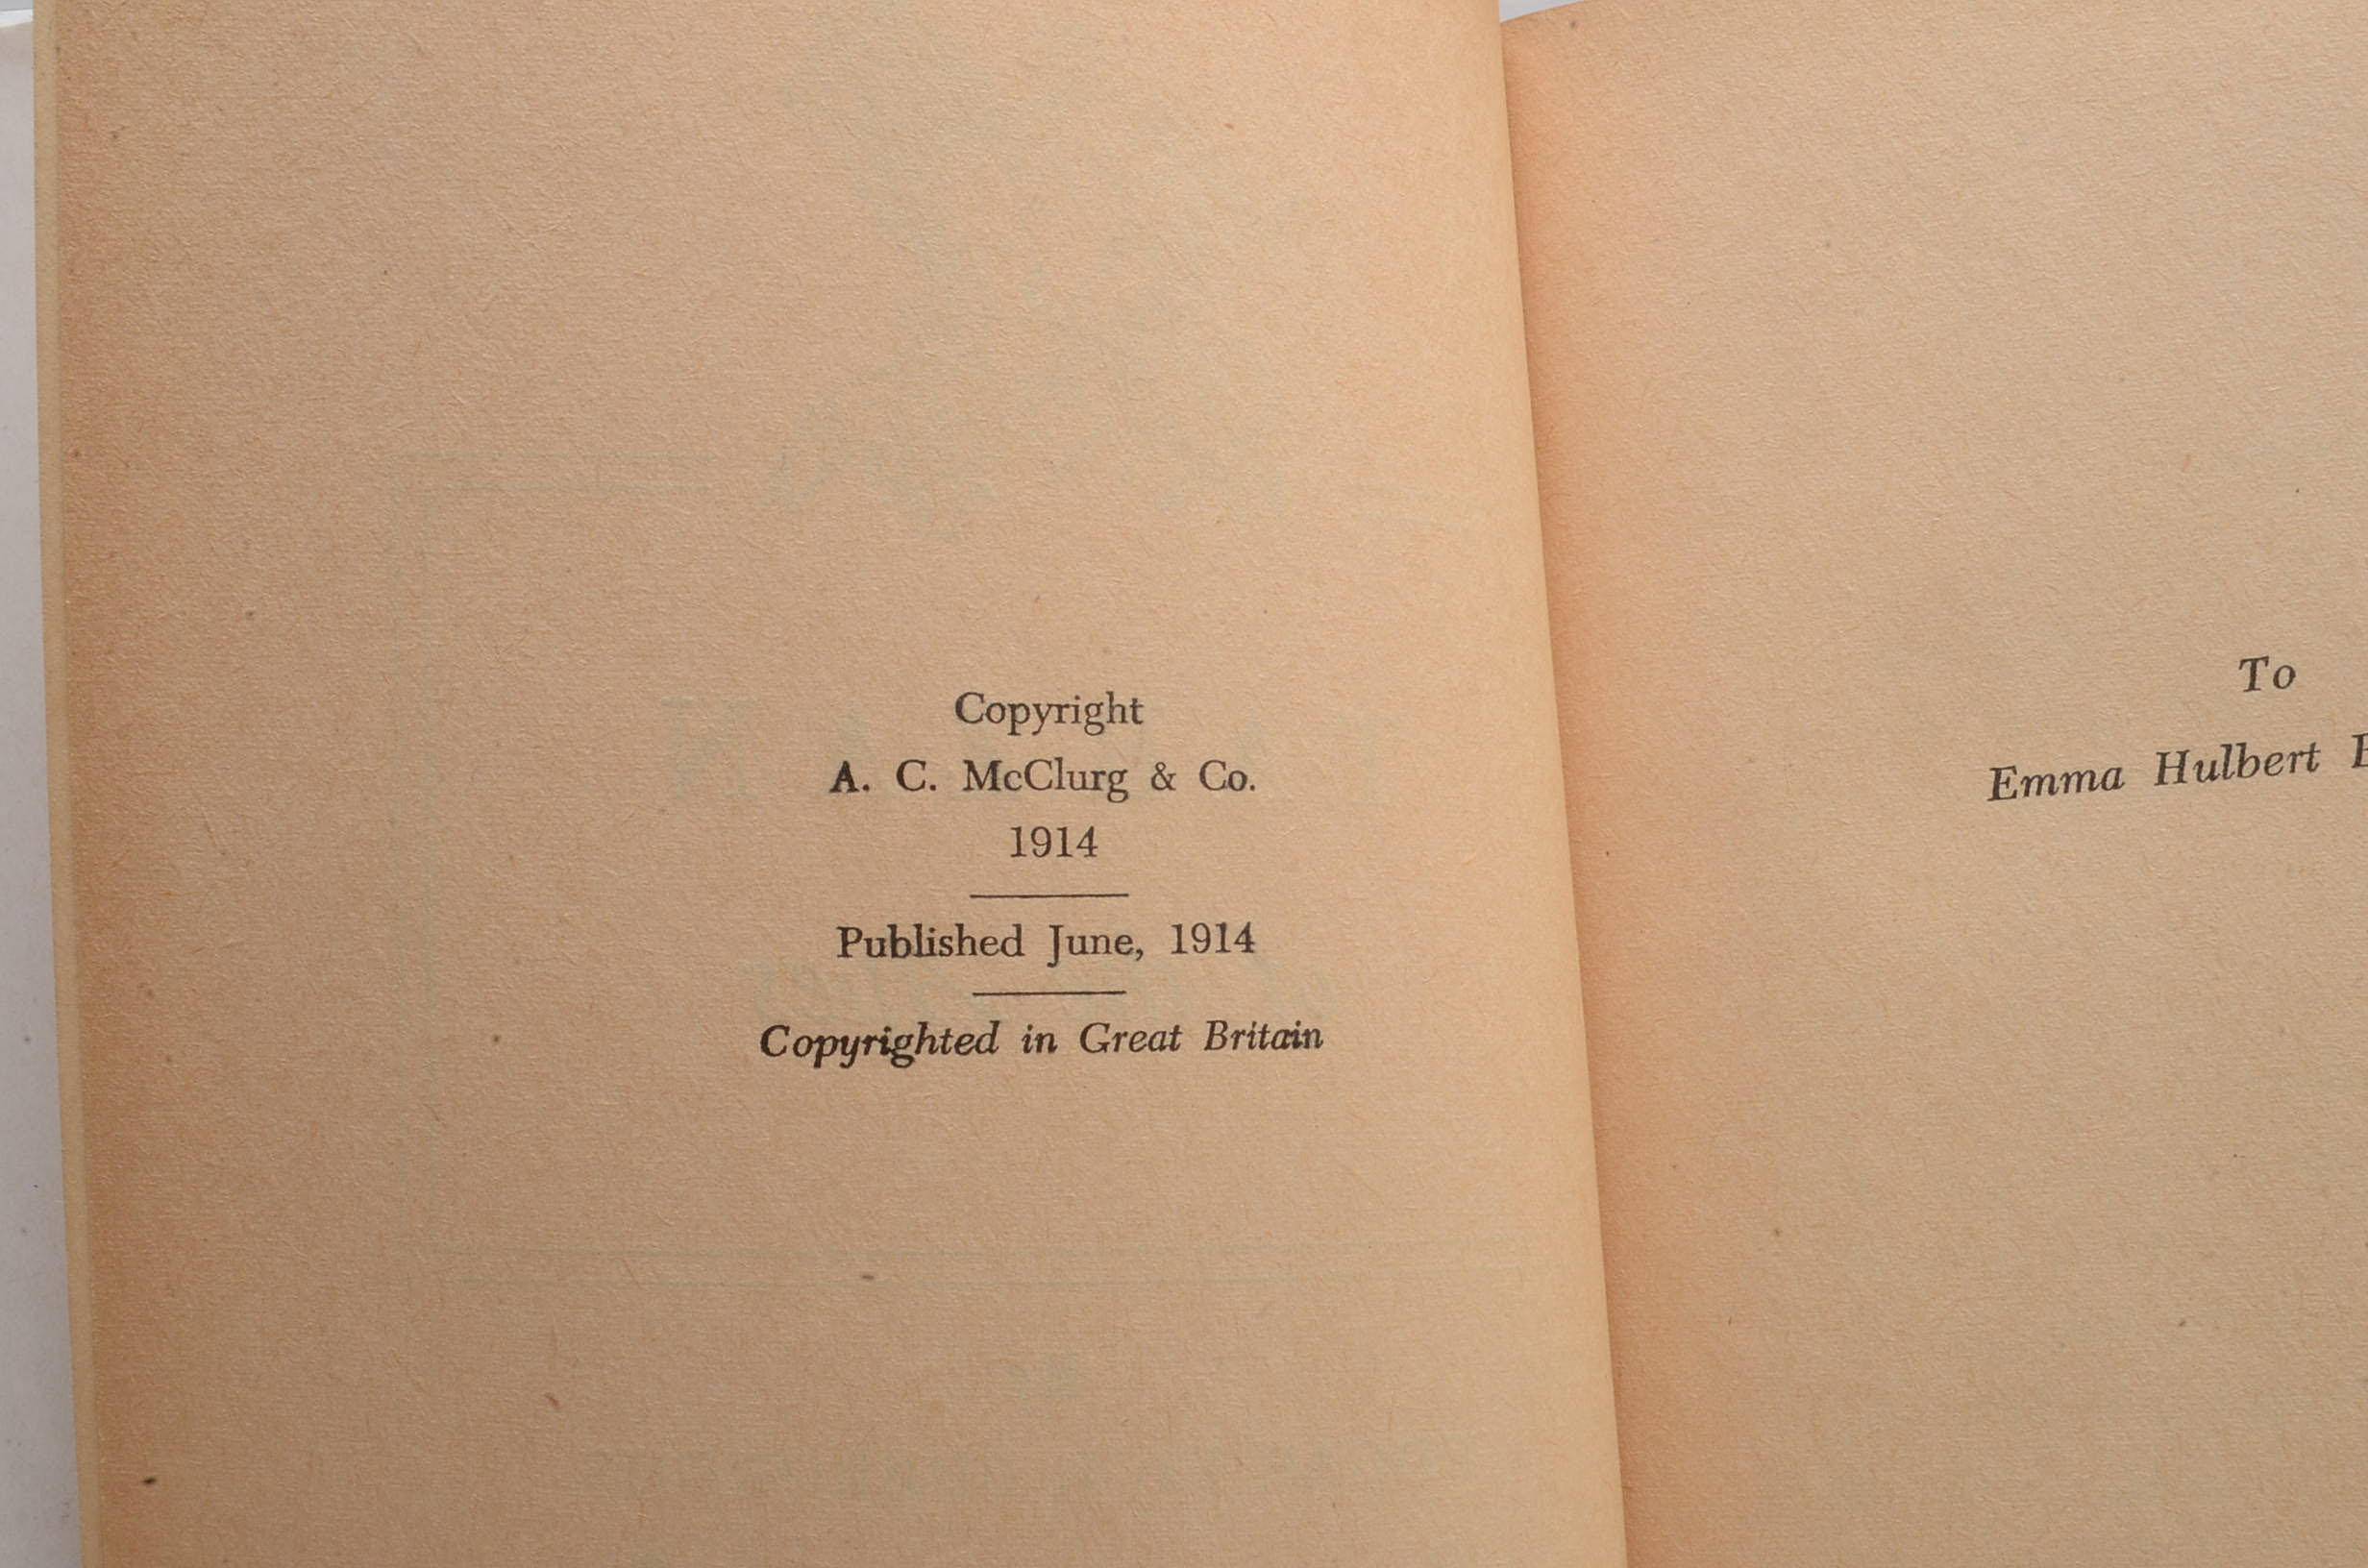 Copyright
A. C. McClurg & Co.
1914
Published June, 1914
Copyrighted in Great Britain
To
Emma Hulbert